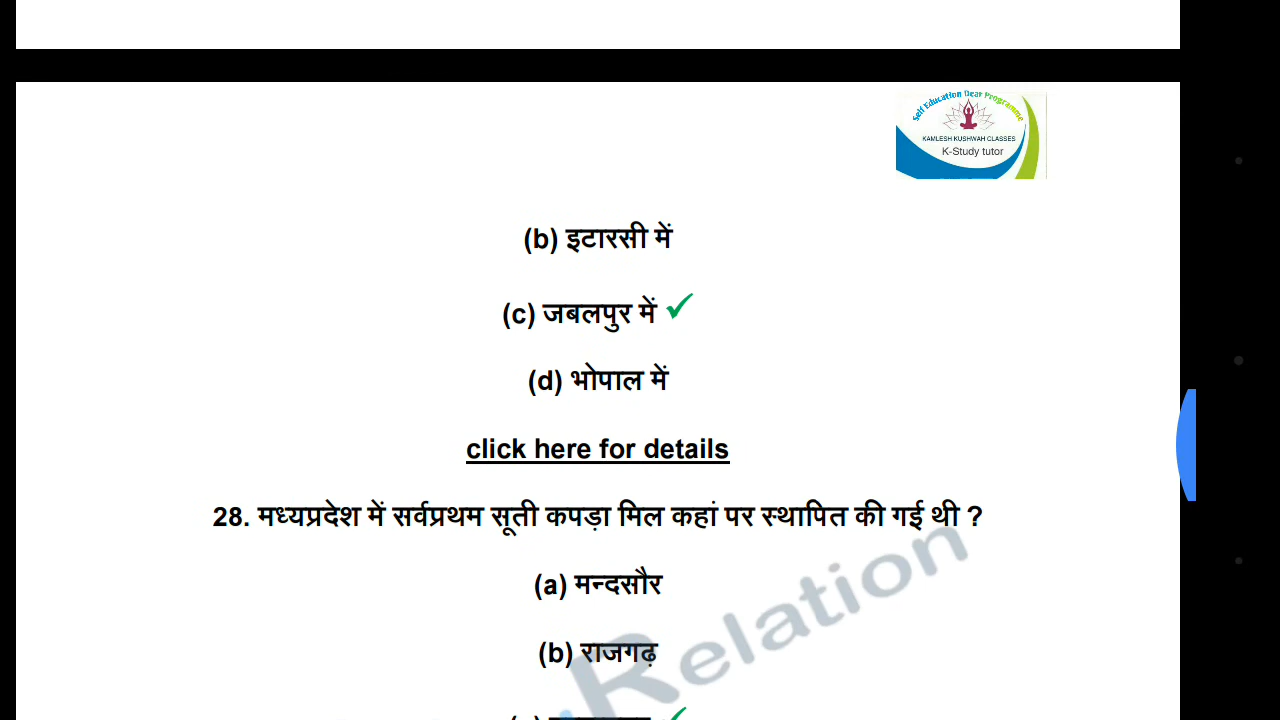 Self Education Dear Programme
KAMLESH KUSHWAH CLASSES
K-Study tutor
(b) इटारसी में
(c) जबलपुर में
(d) भोपाल में
click here for details
28. मध्यप्रदेश में सर्वप्रथम सूती कपड़ा मिल कहां पर स्थापित की गई थी ?
(a) मन्दसौर
(b) राजगढ़
Relation